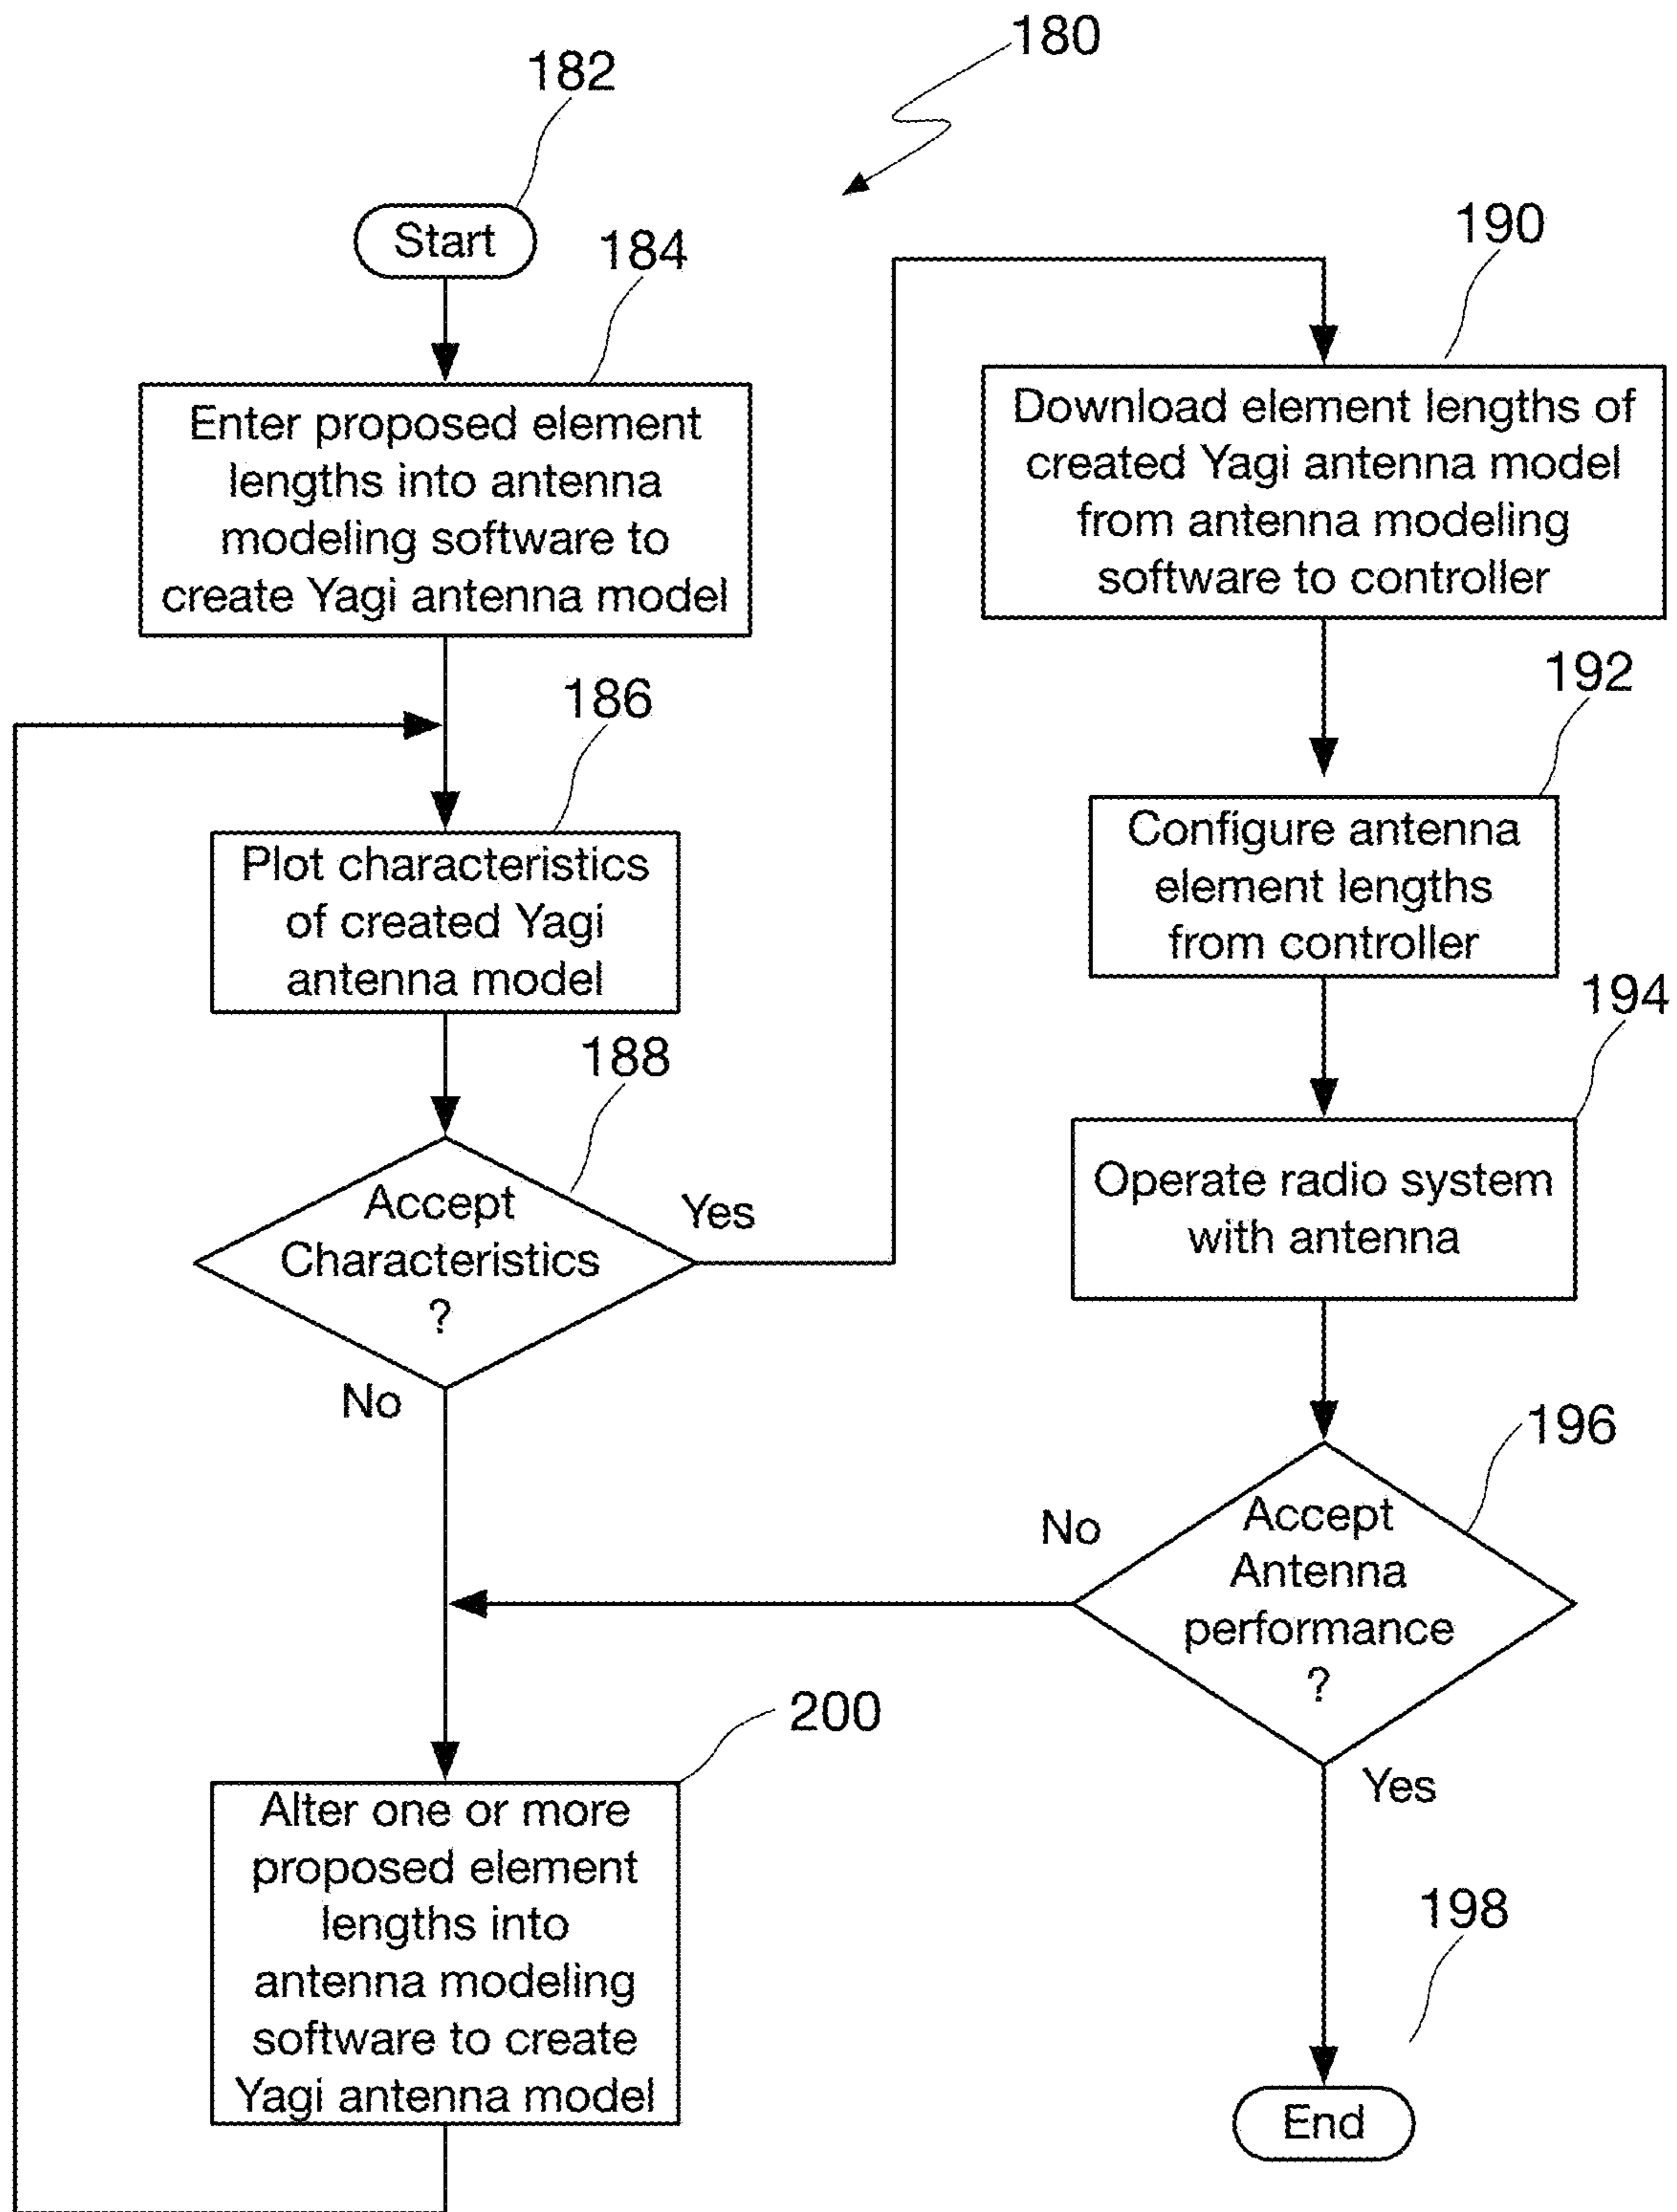 180
182
Start
184
Enter proposed element
lengths into antenna
modeling software to
create Yagi antenna model
186
Plot characteristics
of created Yagi
antenna model
188
Accept
Characteristics
?
Yes
No
190
Download element lengths of
created Yagi antenna model
from antenna modeling
software to controller
192
Configure antenna
element lengths
from controller
194
Operate radio system
with antenna
196
Accept
Antenna
performance
?
No
Yes
198
End
200
Alter one or more
proposed element
lengths into
antenna modeling
software to create
Yagi antenna model